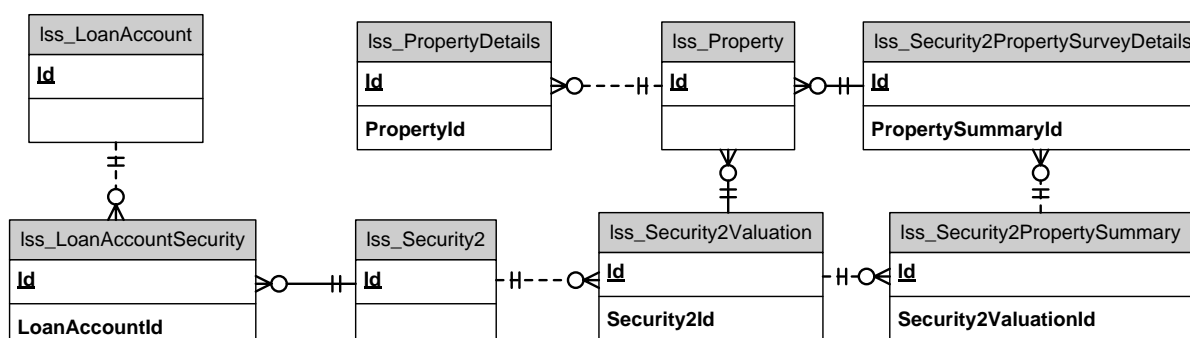 lss_LoanAccount
Id
lss_PropertyDetails
Id
PropertyId
lss_Property
Id
lss_Security2PropertySurveyDetails
Id
PropertySummaryId
lss_LoanAccountSecurity
Id
LoanAccountId
lss_Security2
Id
lss_Security2Valuation
Id
Security2Id
lss_Security2PropertySummary
Id
Security2ValuationId